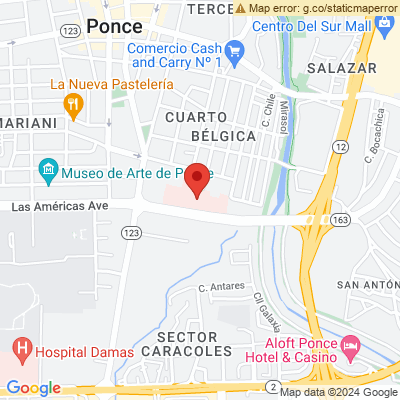 TERCE
Map error: g.co/staticmaperror
123
Ponce
Centro Del Sur Mall
Comercio Cash
and Carry Nº 1
SALAZAR
La Nueva Pastelería
C. Chile
Mirasol
CUARTO
BÉLGICA
MARIANI
12
C. Bocachica
Museo de Arte de P
e
Las Américas Ave
163
123
SAN ANTÓN
C. Antares
Cll Galaxia
SECTOR
CARACOLES
Aloft Ponce
Hotel & Casino
H
Hospital Damas
Google
2
Map data ©2024 Google